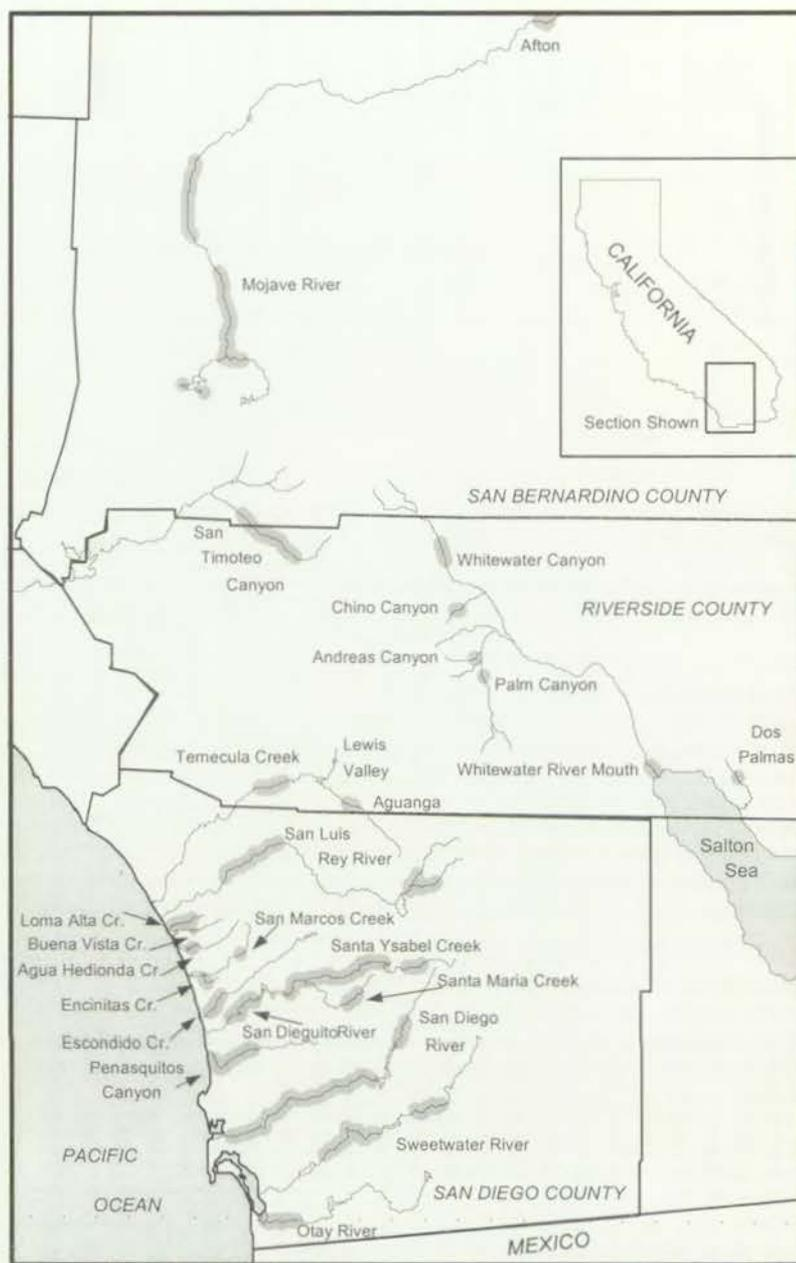 Afton
Mojave River
CALIFORNIA
Section Shown
SAN BERNARDINO COUNTY
San
Timoteo
Canyon
Whitewater Canyon
Chino Canyon
RIVERSIDE COUNTY
Andreas Canyon
Palm Canyon
Lewis
Valley
Temecula Creek
Whitewater River Mouth
Dos
Palmas
Aguanga
San Luis
Rey River
Salton
Sea
Loma Alta Cr.
San Marcos Creek
Buena Vista Cr.
Santa Ysabel Creek
Agua Hedionda Cr
Santa Maria Creek
Encinitas Cr.
San Diego
River
San DieguitoRiver
Escondido Cr.
Penasquitos
Canyon
Sweetwater River
PACIFIC
OCEAN
SAN DIEGO COUNTY
Otay River
MEXICO